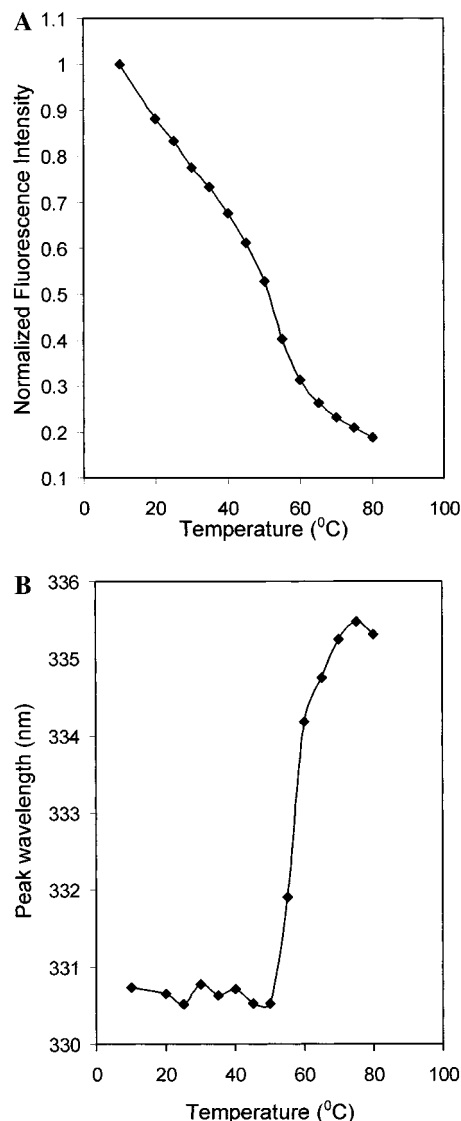 A
Normalized Fluorescence Intensity
1.1
1
0.9
0.8
0.7
0.6
0.5
0.4
0.3
0.2
0.1
0 20 40 60 80 100
Temperature (⁰C)
B
Peak wavelength (nm)
336
335
334
333
332
331
330
0 20 40 60 80 100
Temperature (⁰C)